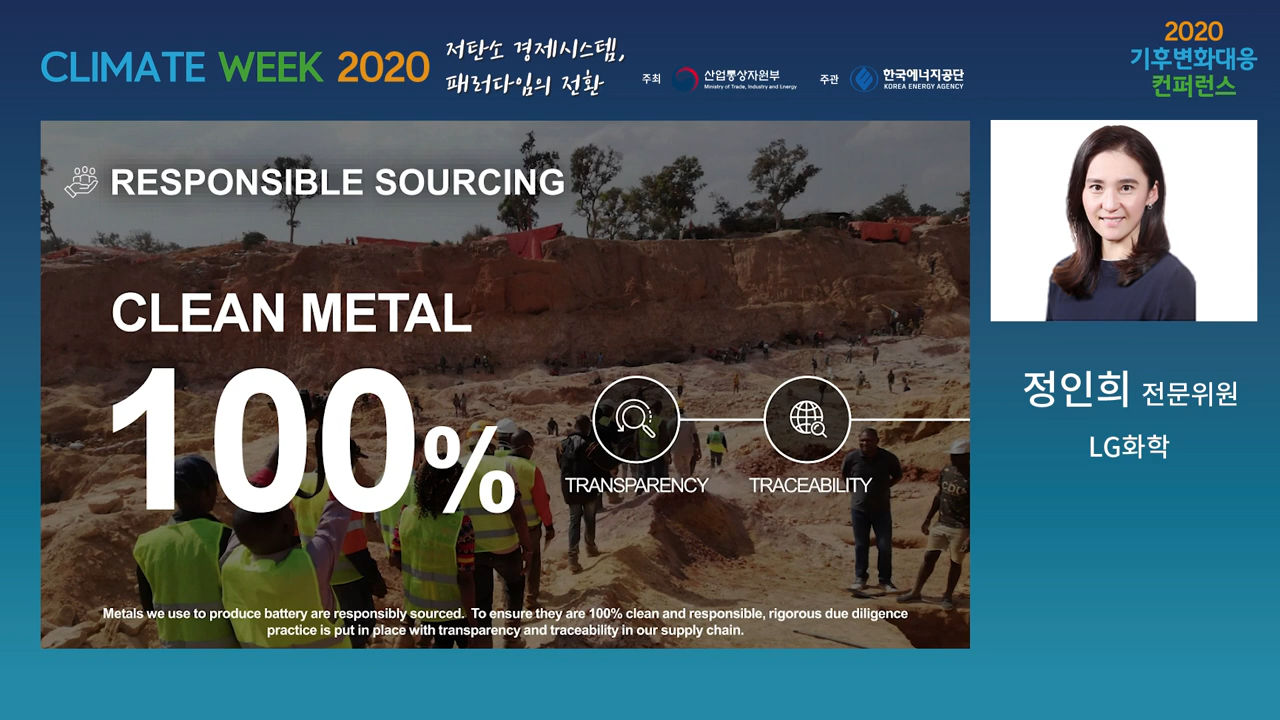 CLIMATE WEEK 2020
저탄소 경제시스템,
패러다임의 전환
주최
산업통상자원부
Ministry of Trade, Industry and Energy
주관
한국에너지공단
KOREA ENERGY AGENCY
2020
기후변화대응
컨퍼런스
RESPONSIBLE SOURCING
CLEAN METAL
100%
TRANSPARENCY
TRACEABILITY
Metals we use to produce battery are responsibly sourced. To ensure they are 100% clean and responsible, rigorous due diligence
practice is put in place with transparency and traceability in our supply chain.
정인희 전문위원
LG화학